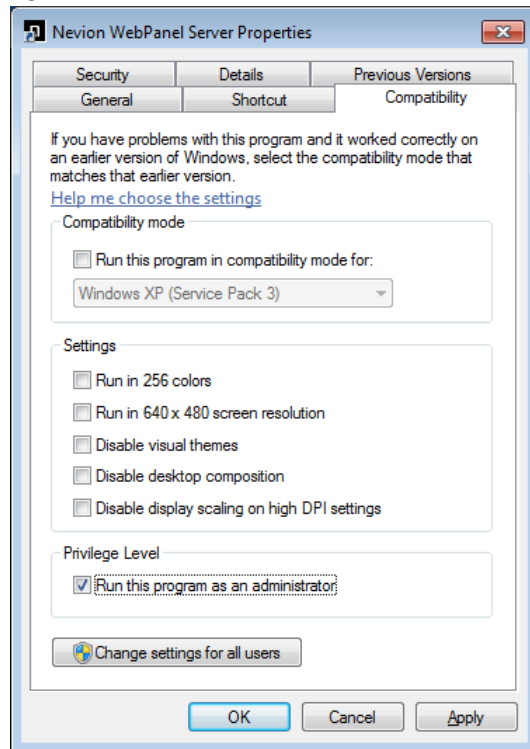 Nevion WebPanel Server Properties
Security Details Previous Versions
General Shortcut Compatibility
If you have problems with this program and it worked correctly on
an earlier version of Windows, select the compatibility mode that
matches that earlier version.
Help me choose the settings
Compatibility mode
Run this program in compatibility mode for:
Windows XP (Service Pack 3)
Settings
Run in 256 colors
Run in 640 x 480 screen resolution
Disable visual themes
Disable desktop composition
Disable display scaling on high DPI settings
Privilege Level
Run this program as an administrator
Change settings for all users
OK Cancel Apply